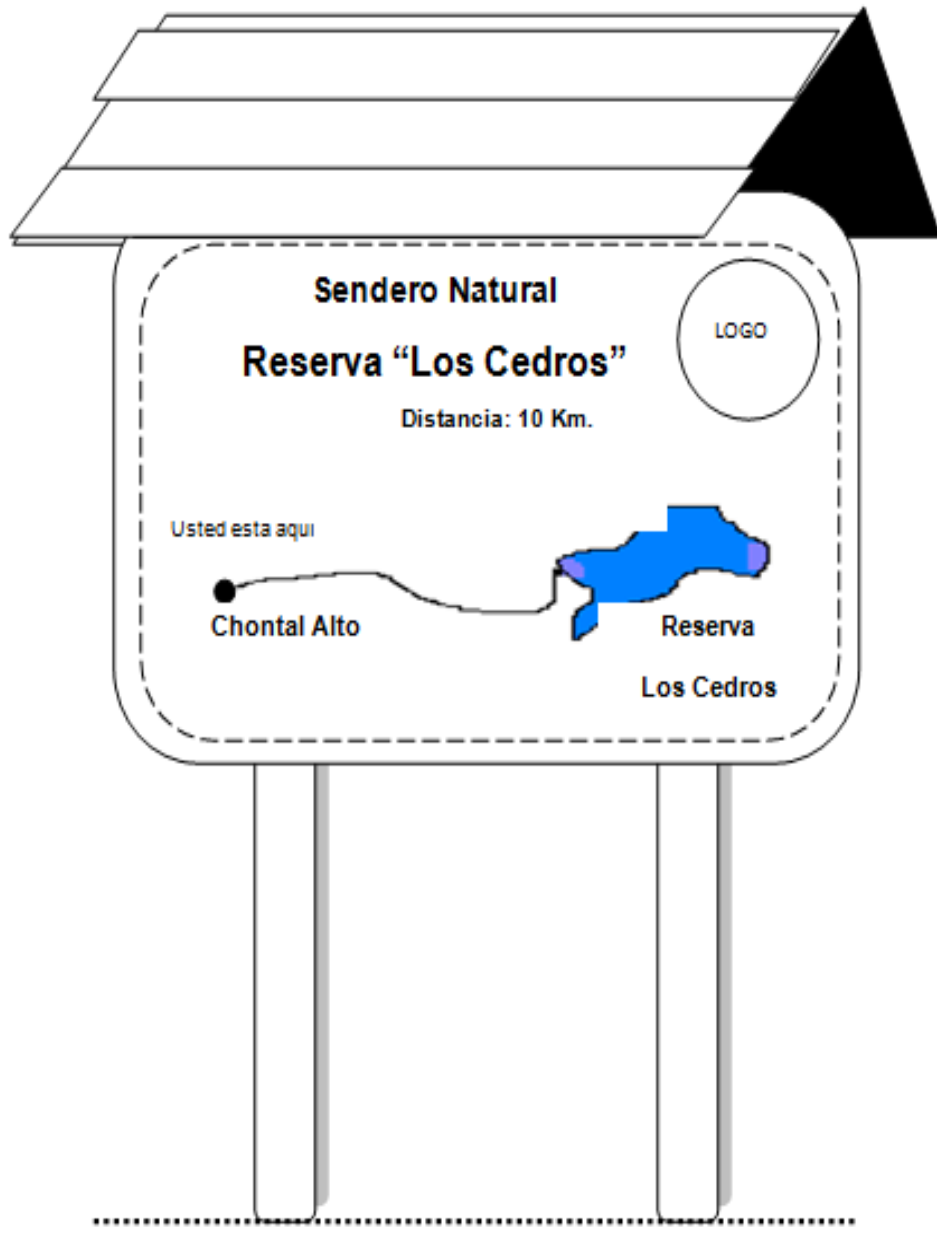 Sendero Natural
Reserva “Los Cedros”
LOGO
Distancia: 10 Km.
Usted esta aqui
Chontal Alto
Reserva
Los Cedros